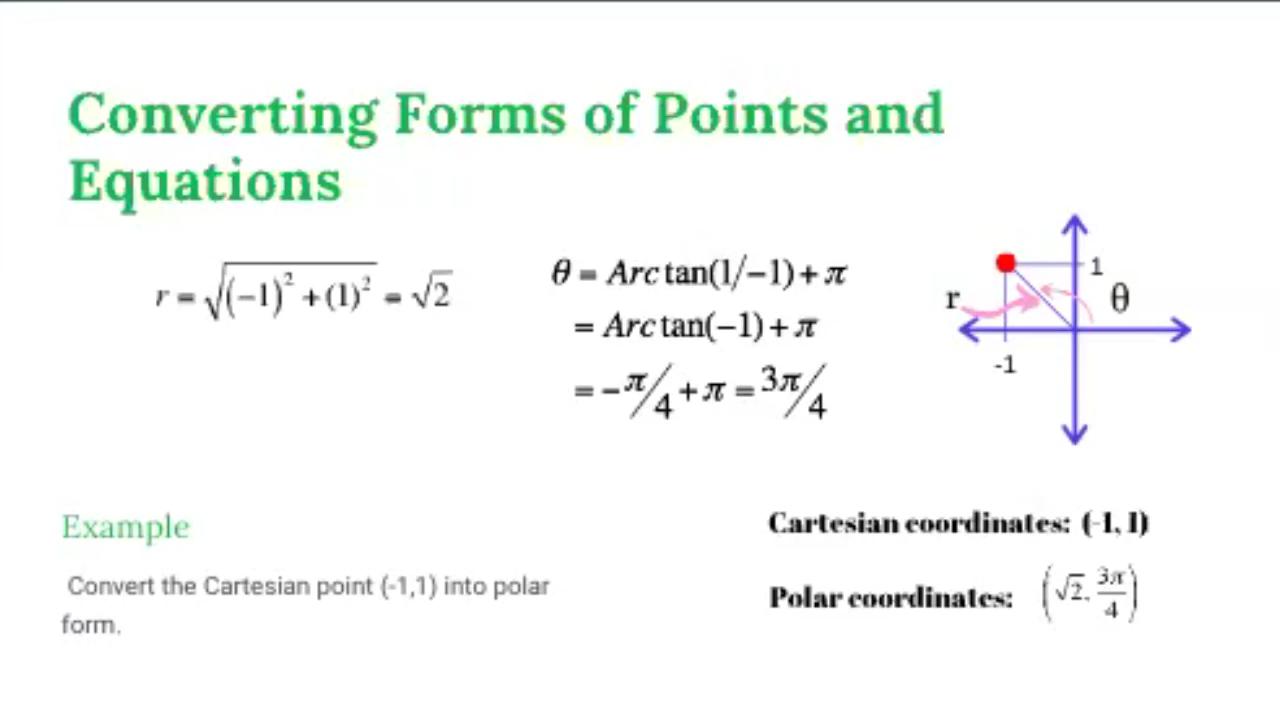 Converting Forms of Points and
Equations
r = √((-1)² + (1)²) = √2
θ = Arc tan(1/−1) + π
= Arc tan(−1) + π
= −π/4 + π = 3π/4
1
θ
r
-1
Example
Convert the Cartesian point (-1,1) into polar
form.
Cartesian coordinates: (-1, 1)
Polar coordinates: (√2, 3π/4)